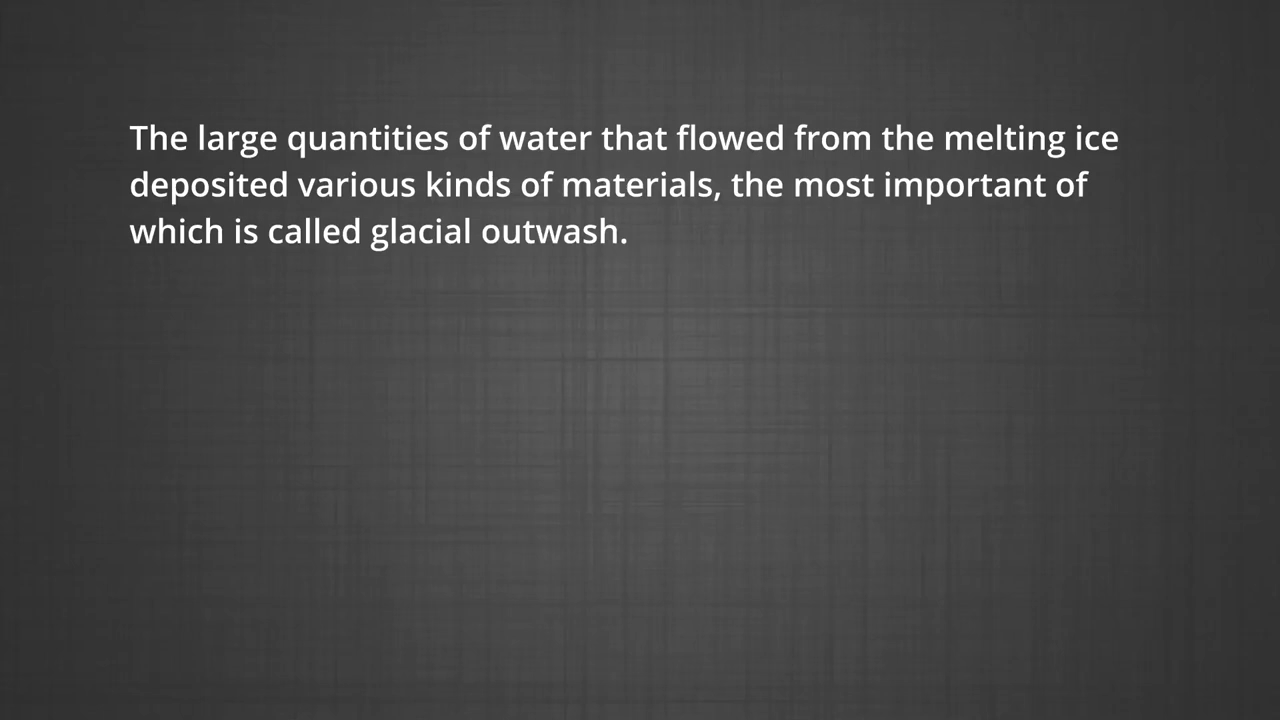 The large quantities of water that flowed from the melting ice
deposited various kinds of materials, the most important of
which is called glacial outwash.